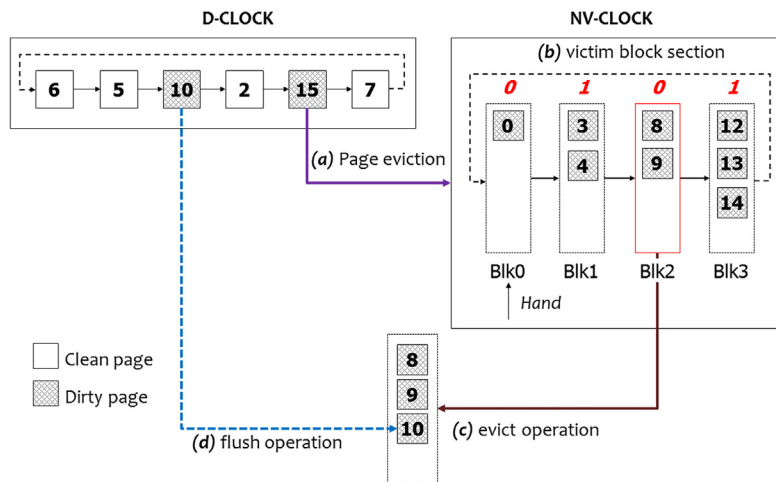 D-CLOCK
NV-CLOCK
(b) victim block section
0 1 0 1
6 5 10 2 15 7
0 3 8 12
4 9 13
14
(a) Page eviction
Blk0 Blk1 Blk2 Blk3
Hand
Clean page
Dirty page
8
9
10
(c) evict operation
(d) flush operation